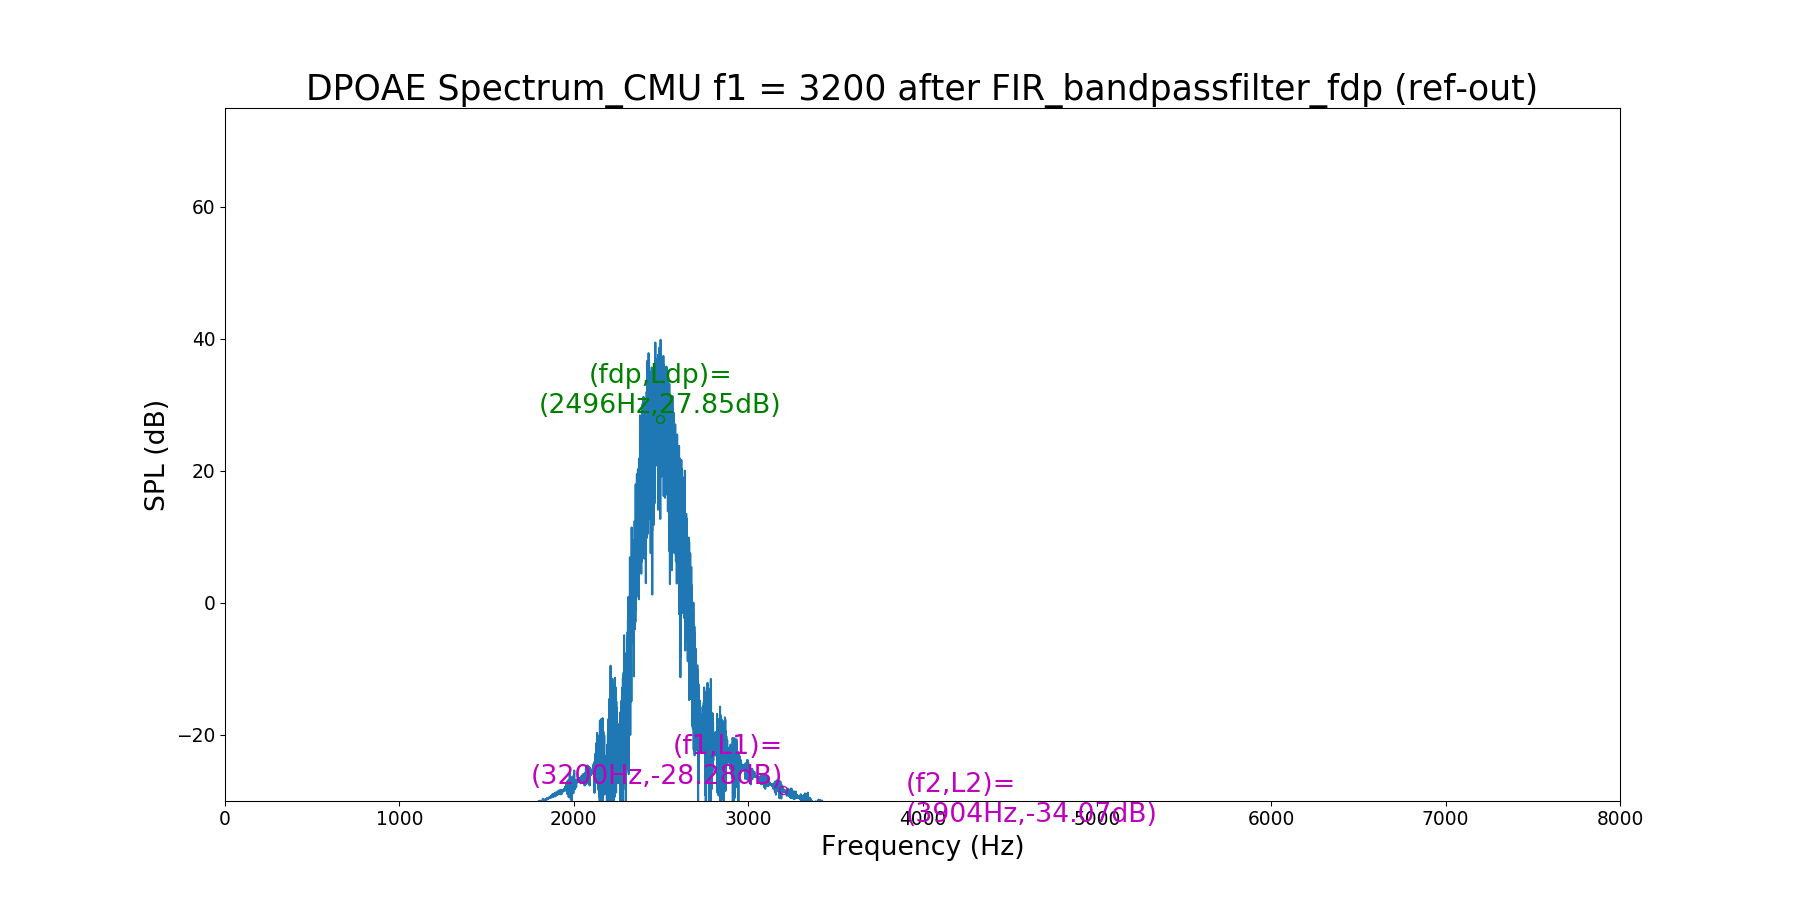 DPOAE Spectrum_CMU f1 = 3200 after FIR_bandpassfilter_fdp (ref-out)
60
40
20
0
−20
SPL (dB)
(fdp,Ldp)=
(2496Hz,27.85dB)
(f1,L1)=
(3200Hz,-28.28dB)
(f2,L2)=
(3904Hz,-34.07dB)
0 1000 2000 3000 4000 5000 6000 7000 8000
Frequency (Hz)